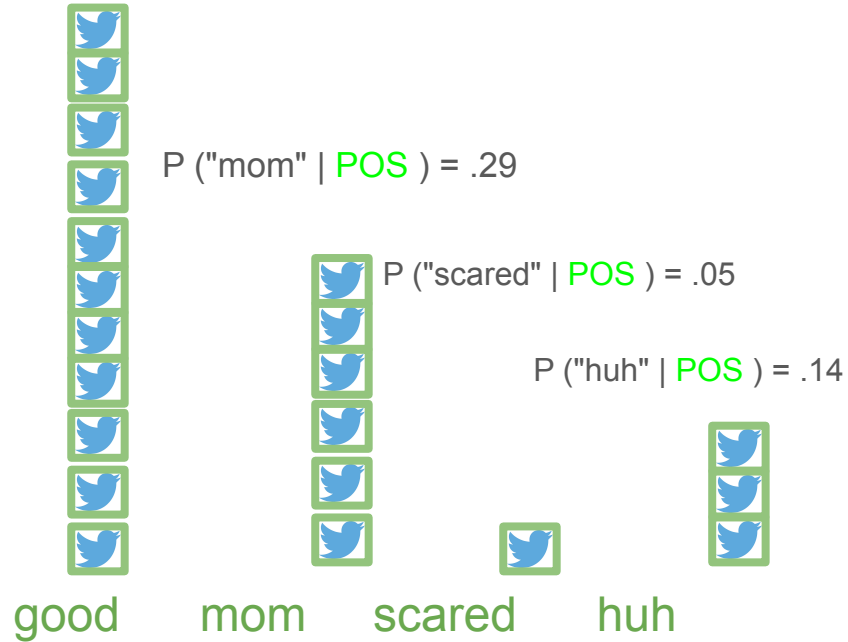 P ("mom" | POS ) = .29
P ("scared" | POS ) = .05
P ("huh" | POS ) = .14
good mom scared huh